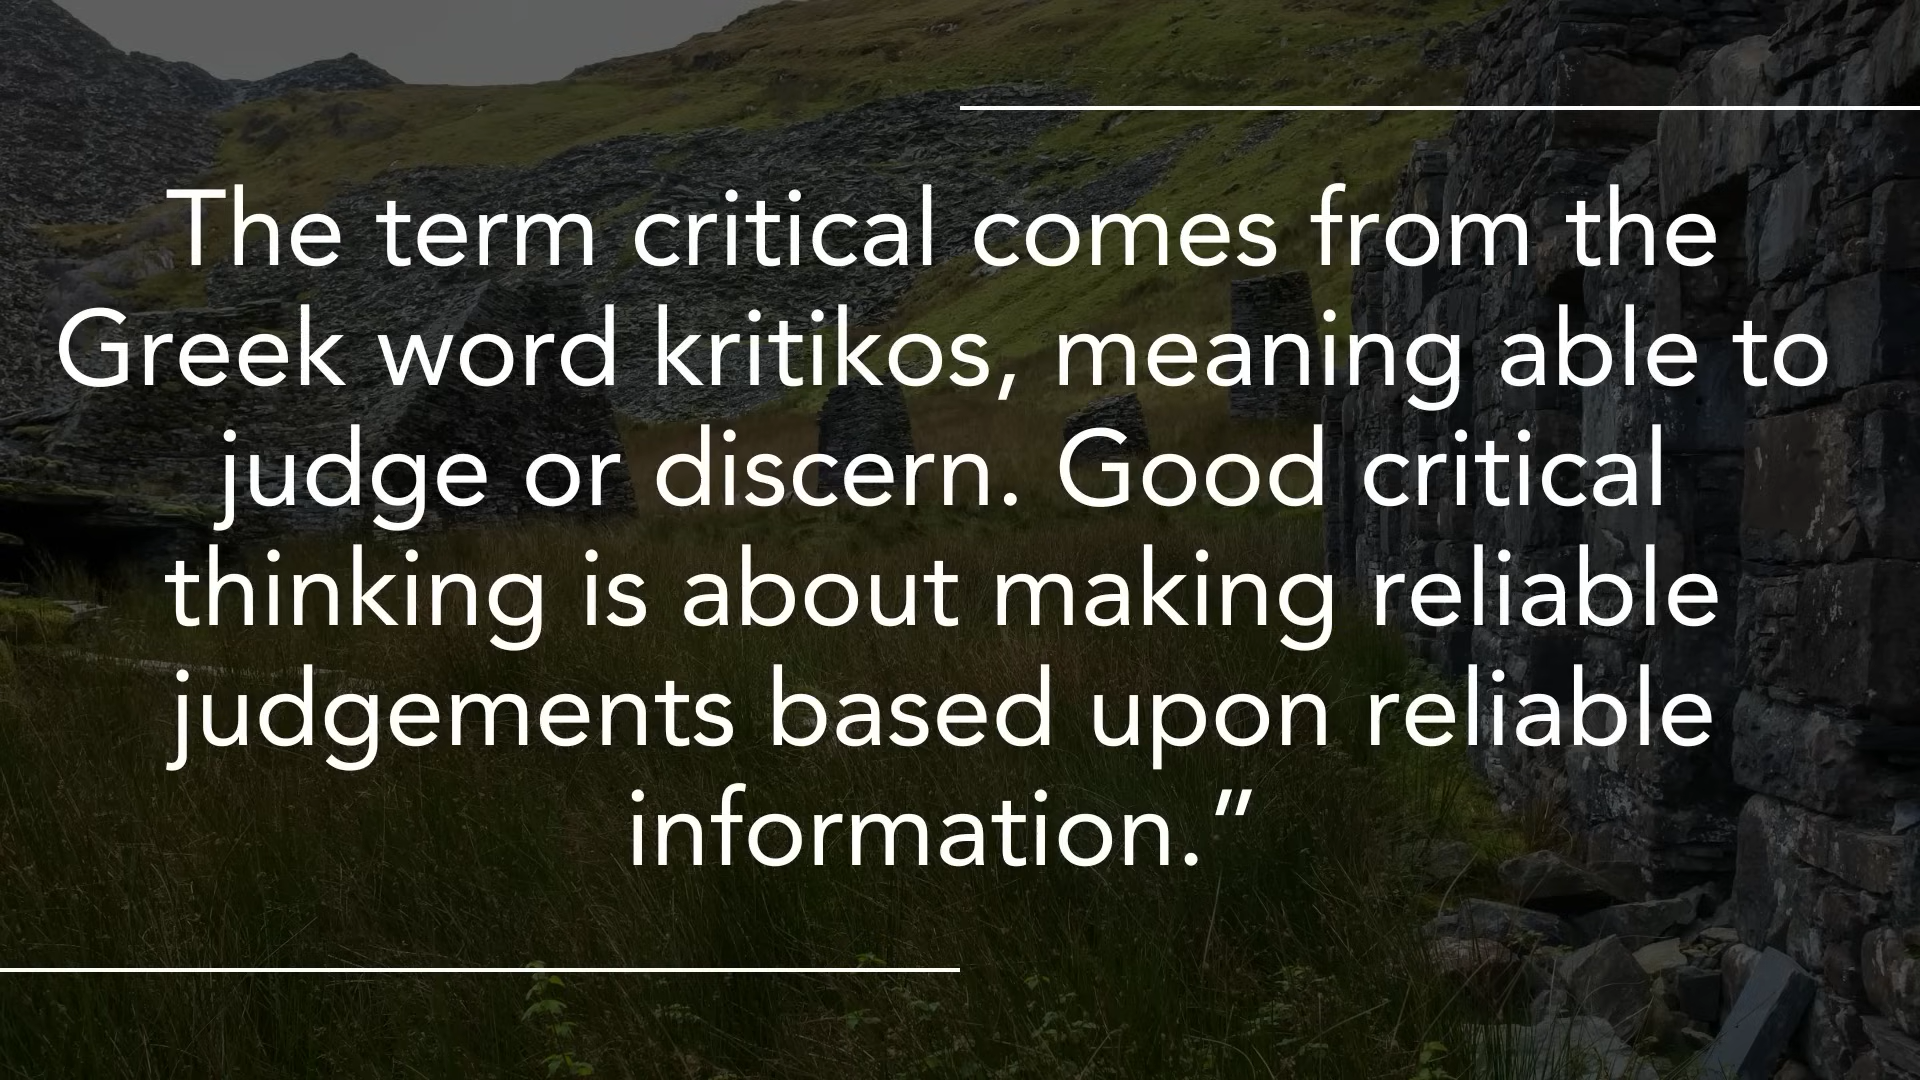 The term critical comes from the
Greek word kritikos, meaning able to
judge or discern. Good critical
thinking is about making reliable
judgements based upon reliable
information.”